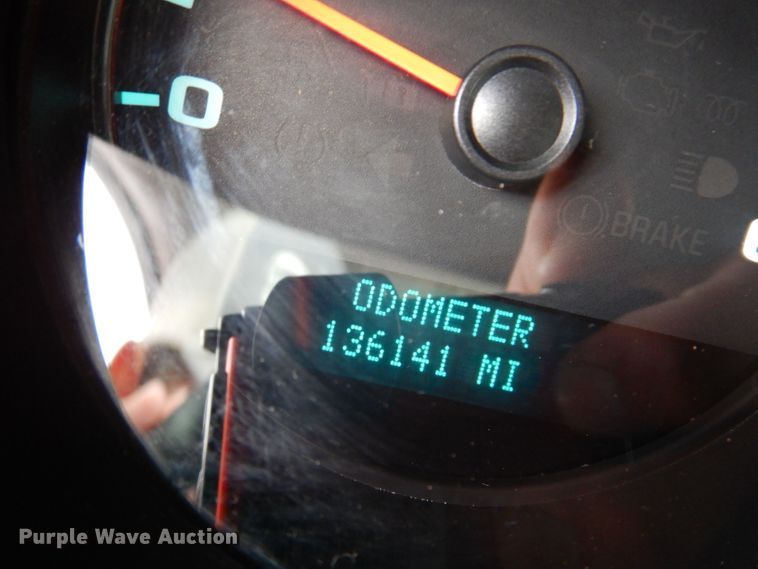 0
BRAKE
ODOMETER
136141 MI
Purple Wave Auction